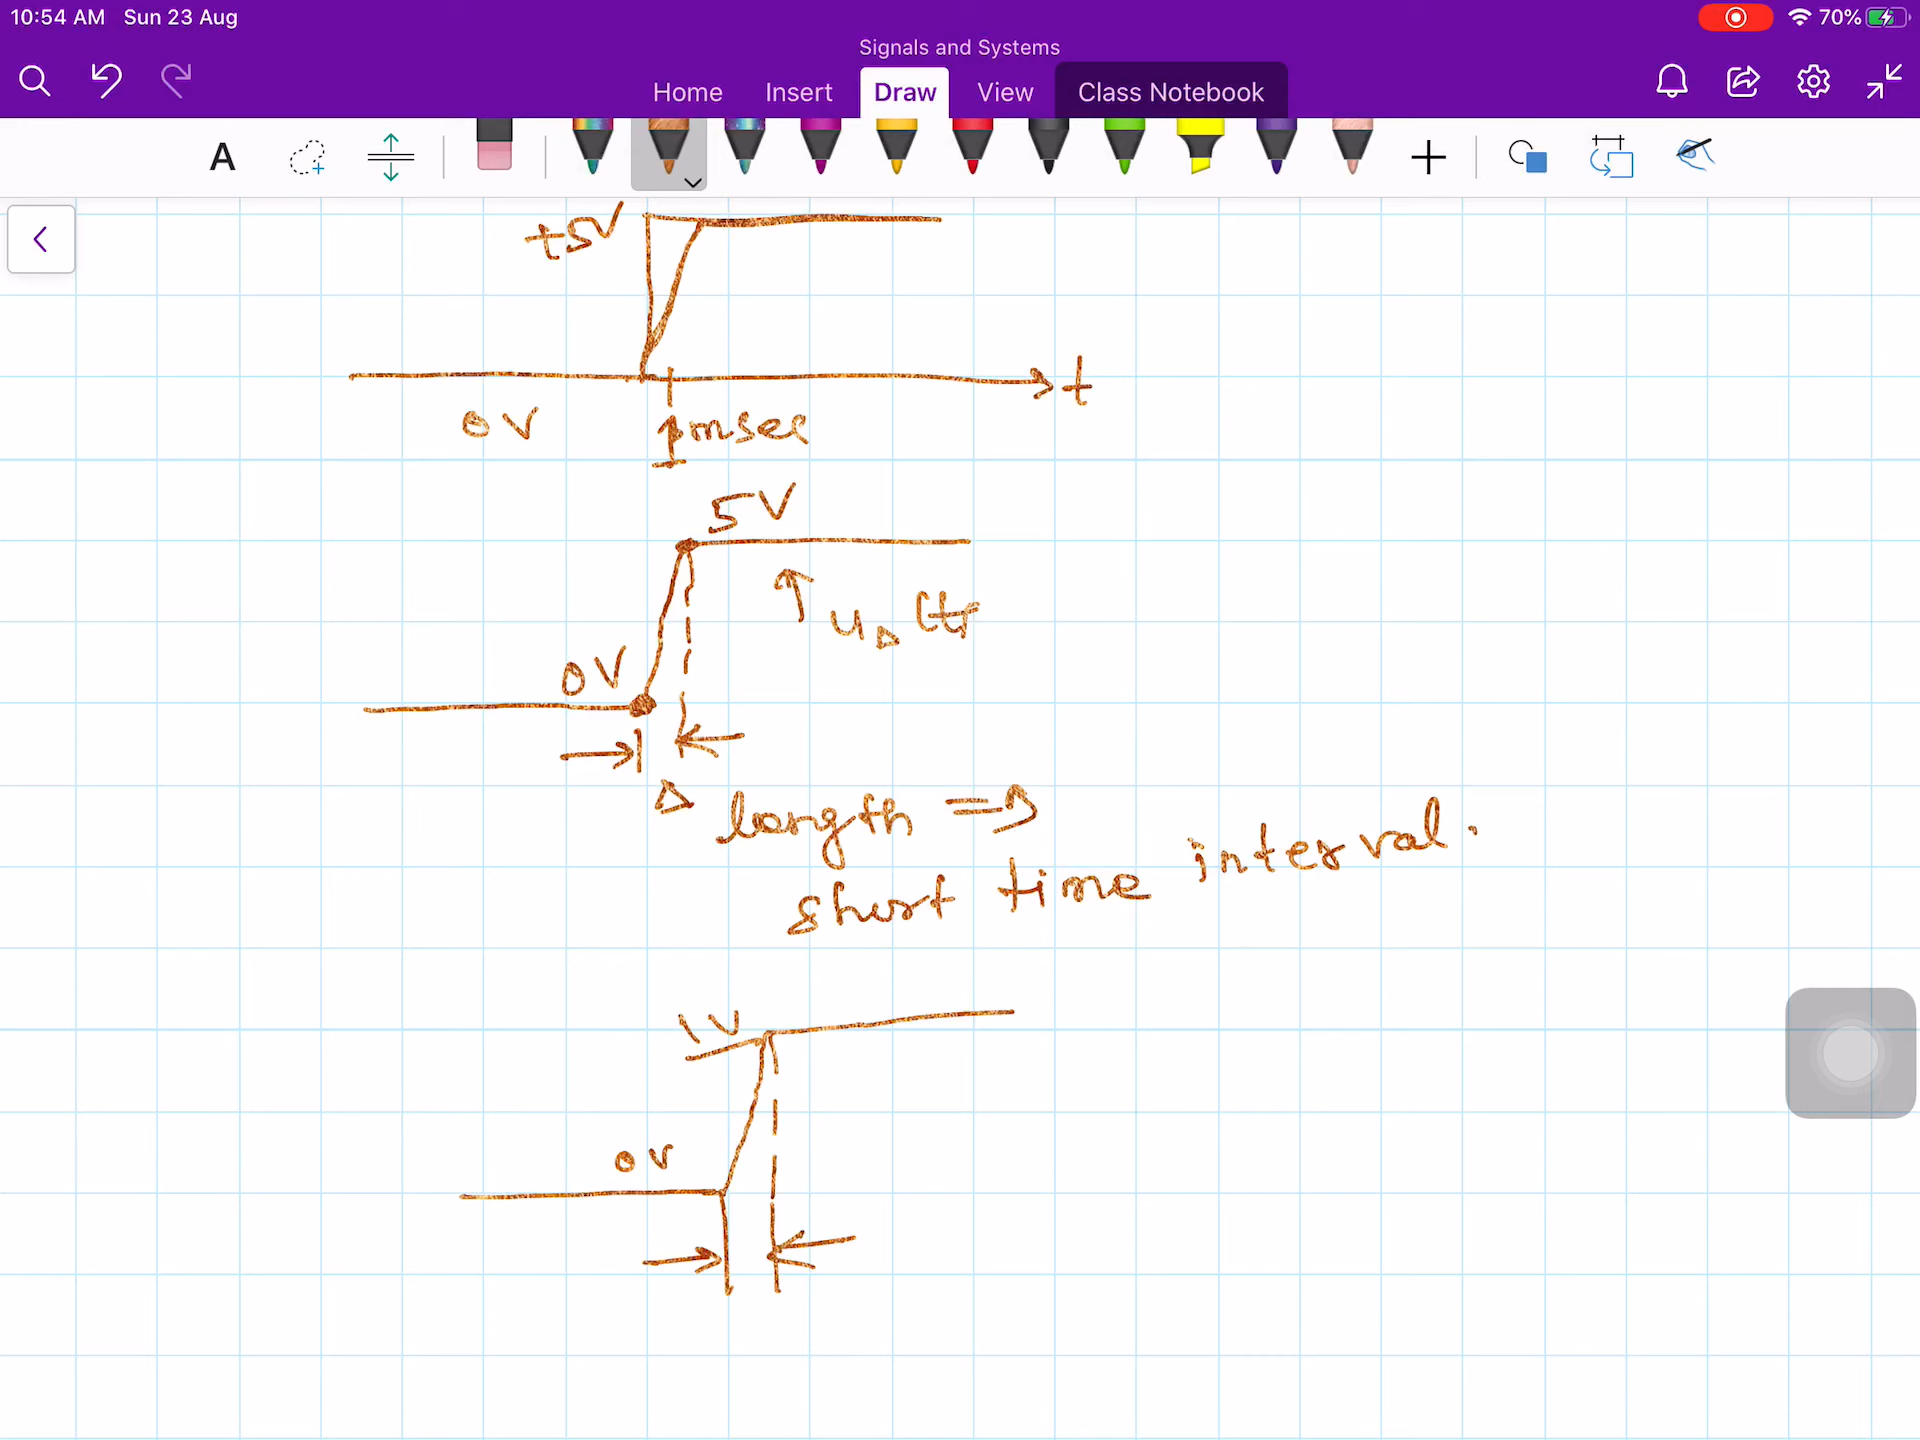 10:54 AM Sun 23 Aug
70%
Signals and Systems
Home Insert Draw View Class Notebook
A
+5V
t
0V
1msec
5V
u△(t)
0V
△ length ⇒
short time interval.
1V
0V